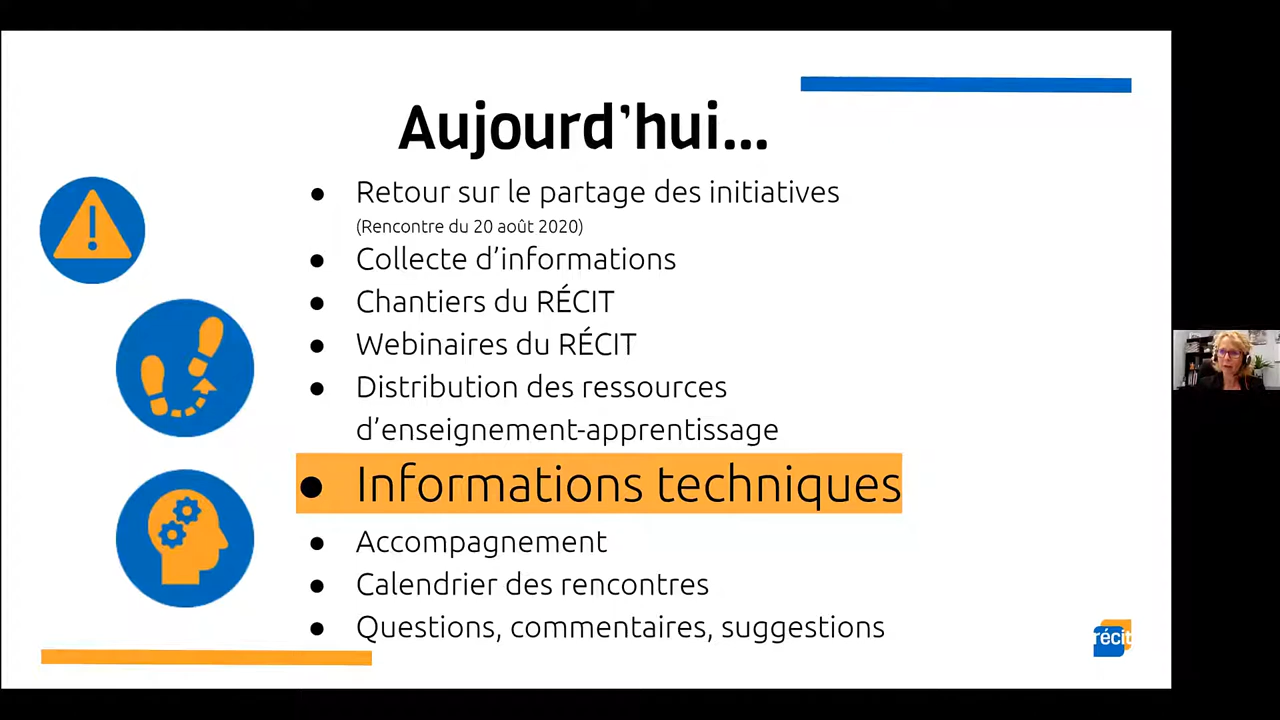 Aujourd'hui...
● Retour sur le partage des initiatives
(Rencontre du 20 août 2020)
● Collecte d'informations
● Chantiers du RÉCIT
● Webinaires du RÉCIT
● Distribution des ressources
d'enseignement-apprentissage
● Informations techniques
● Accompagnement
● Calendrier des rencontres
● Questions, commentaires, suggestions
récit